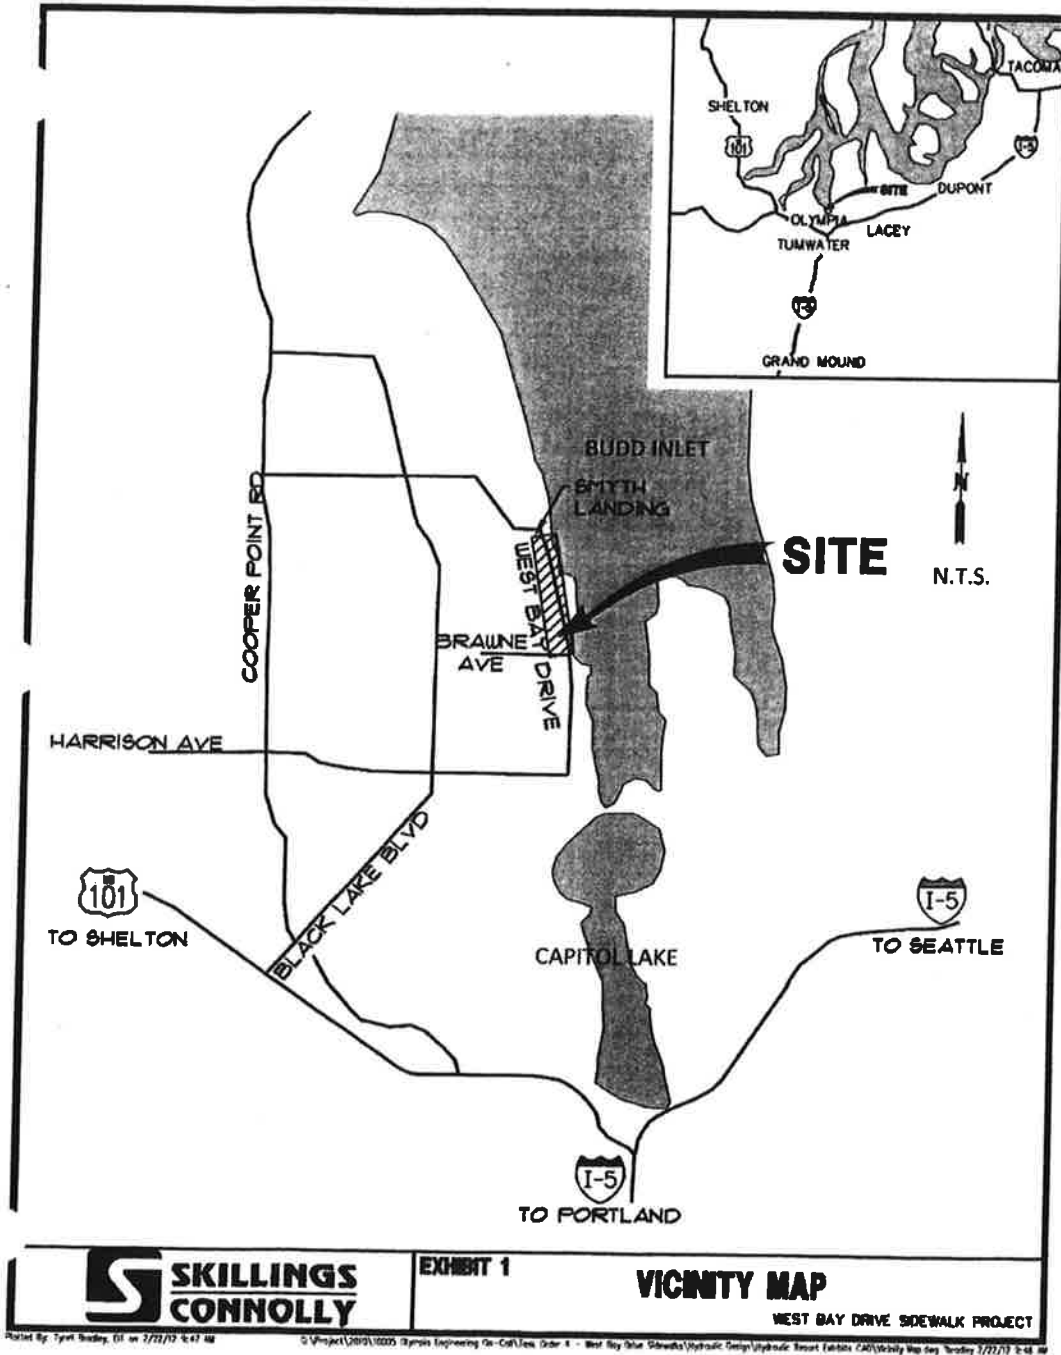 TACOMA
SHELTON
US
101
I-5
SITE
DUPONT
OLYMPIA
LACEY
TUMWATER
I-5
GRAND MOUND
BUDD INLET
SMYTH
LANDING
N
SITE
N.T.S.
COOPER POINT RD
WEST BAY DRIVE
BRAWNE
AVE
HARRISON AVE
BLACK LAKE BLVD
101
TO SHELTON
CAPITOL LAKE
I-5
TO SEATTLE
I-5
TO PORTLAND
SKILLINGS
CONNOLLY
EXHIBIT 1
VICINITY MAP
WEST BAY DRIVE SIDEWALK PROJECT